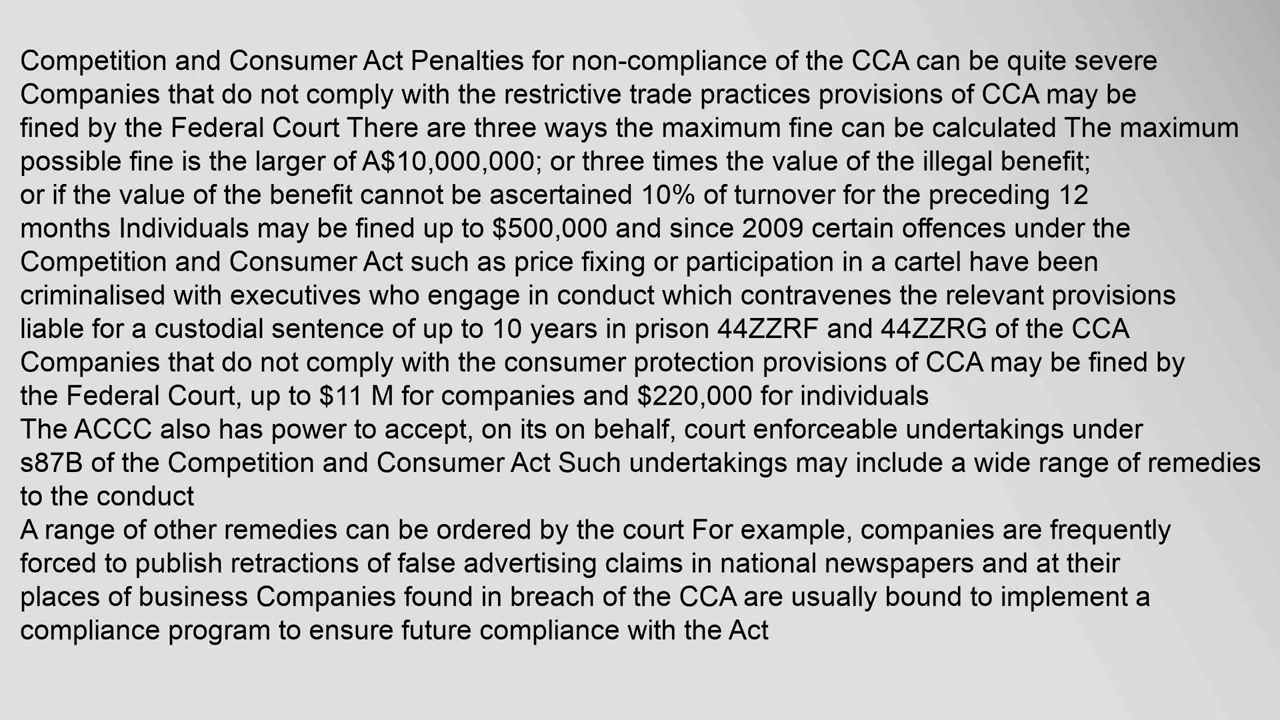 Competition and Consumer Act Penalties for non-compliance of the CCA can be quite severe
Companies that do not comply with the restrictive trade practices provisions of CCA may be
fined by the Federal Court There are three ways the maximum fine can be calculated The maximum
possible fine is the larger of A$10,000,000; or three times the value of the illegal benefit;
or if the value of the benefit cannot be ascertained 10% of turnover for the preceding 12
months Individuals may be fined up to $500,000 and since 2009 certain offences under the
Competition and Consumer Act such as price fixing or participation in a cartel have been
criminalised with executives who engage in conduct which contravenes the relevant provisions
liable for a custodial sentence of up to 10 years in prison 44ZZRF and 44ZZRG of the CCA
Companies that do not comply with the consumer protection provisions of CCA may be fined by
the Federal Court, up to $11 M for companies and $220,000 for individuals
The ACCC also has power to accept, on its on behalf, court enforceable undertakings under
s87B of the Competition and Consumer Act Such undertakings may include a wide range of remedies
to the conduct
A range of other remedies can be ordered by the court For example, companies are frequently
forced to publish retractions of false advertising claims in national newspapers and at their
places of business Companies found in breach of the CCA are usually bound to implement a
compliance program to ensure future compliance with the Act